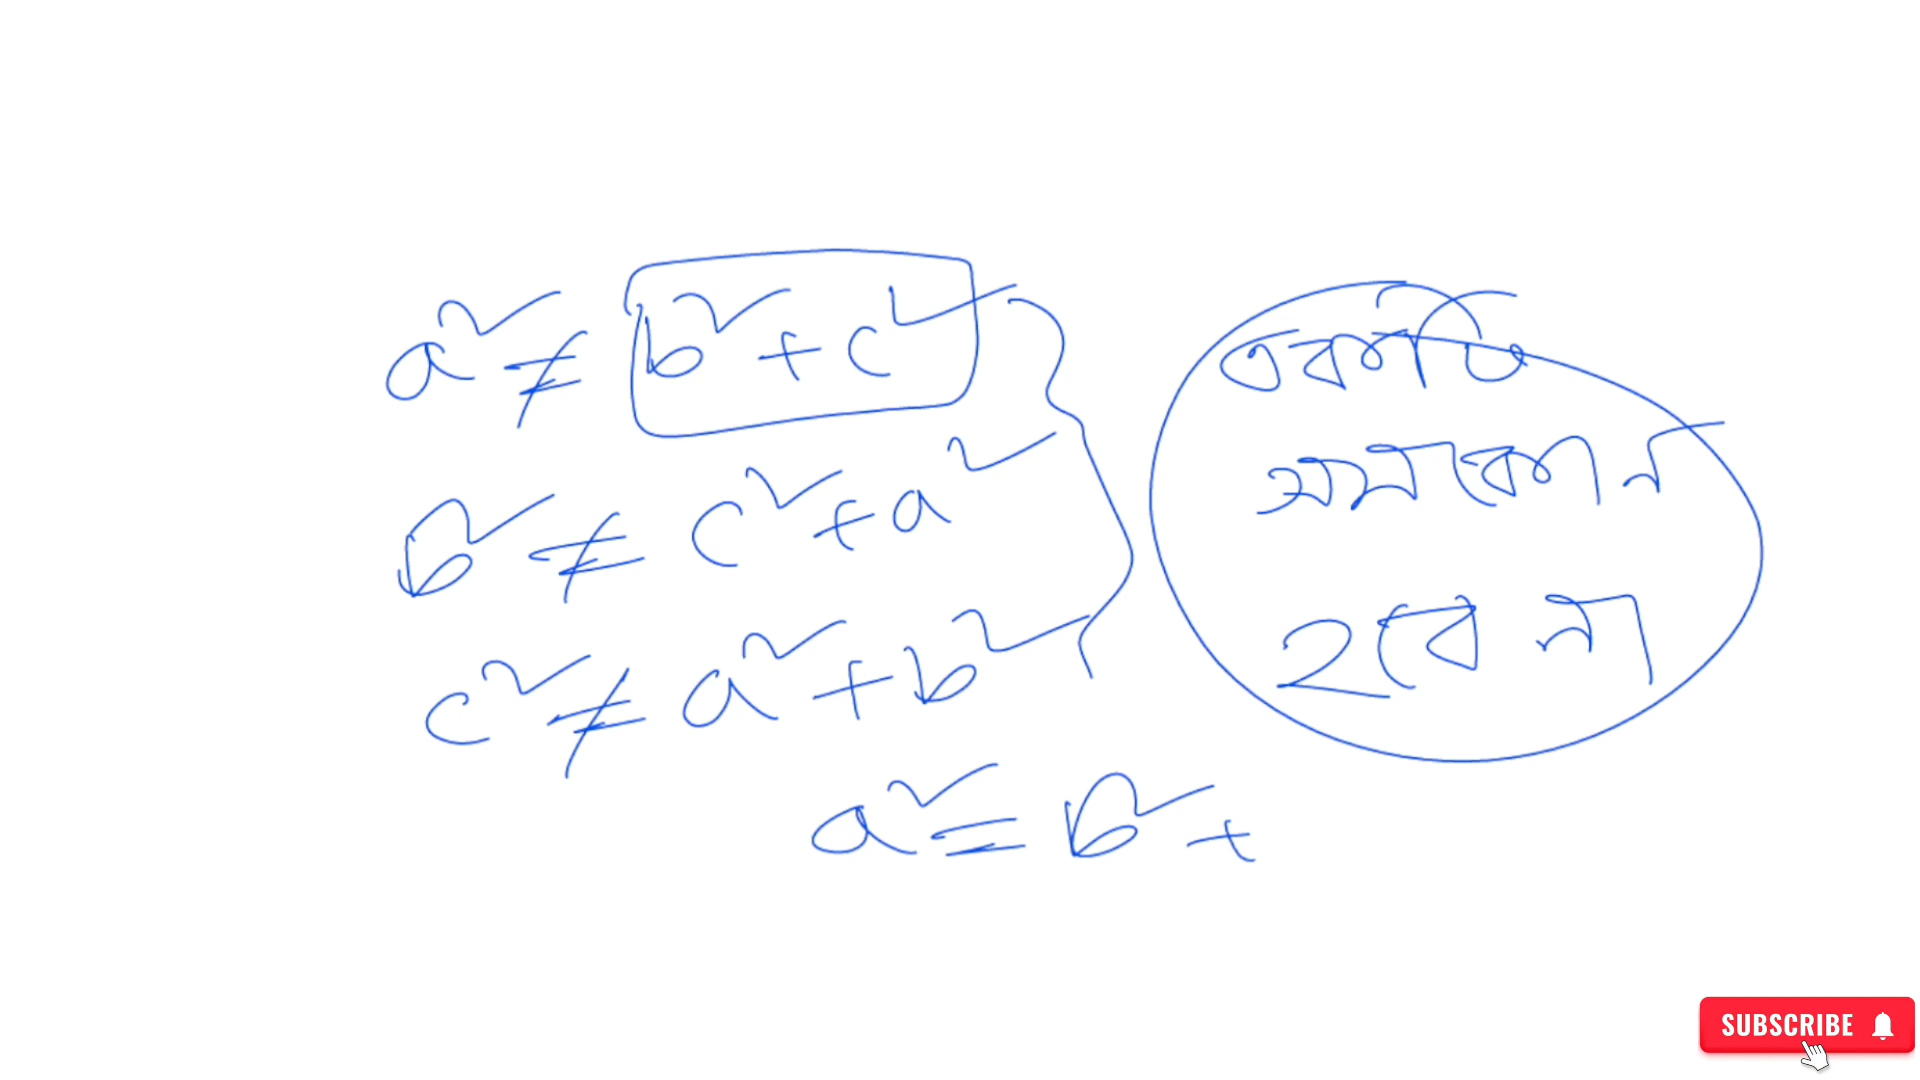 a² ≠ b² + c²
b² ≠ c² + a²
c² ≠ a² + b²
a² = b² +
একটি
সমকোণ
হবে না
SUBSCRIBE